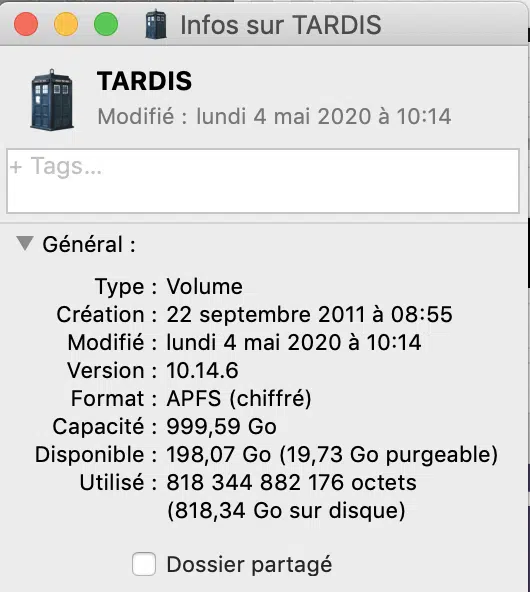 Infos sur TARDIS
TARDIS
Modifié : lundi 4 mai 2020 à 10:14
+ Tags...
Général :
Type : Volume
Création : 22 septembre 2011 à 08:55
Modifié : lundi 4 mai 2020 à 10:14
Version : 10.14.6
Format : APFS (chiffré)
Capacité : 999,59 Go
Disponible : 198,07 Go (19,73 Go purgeable)
Utilisé : 818 344 882 176 octets
(818,34 Go sur disque)
Dossier partagé